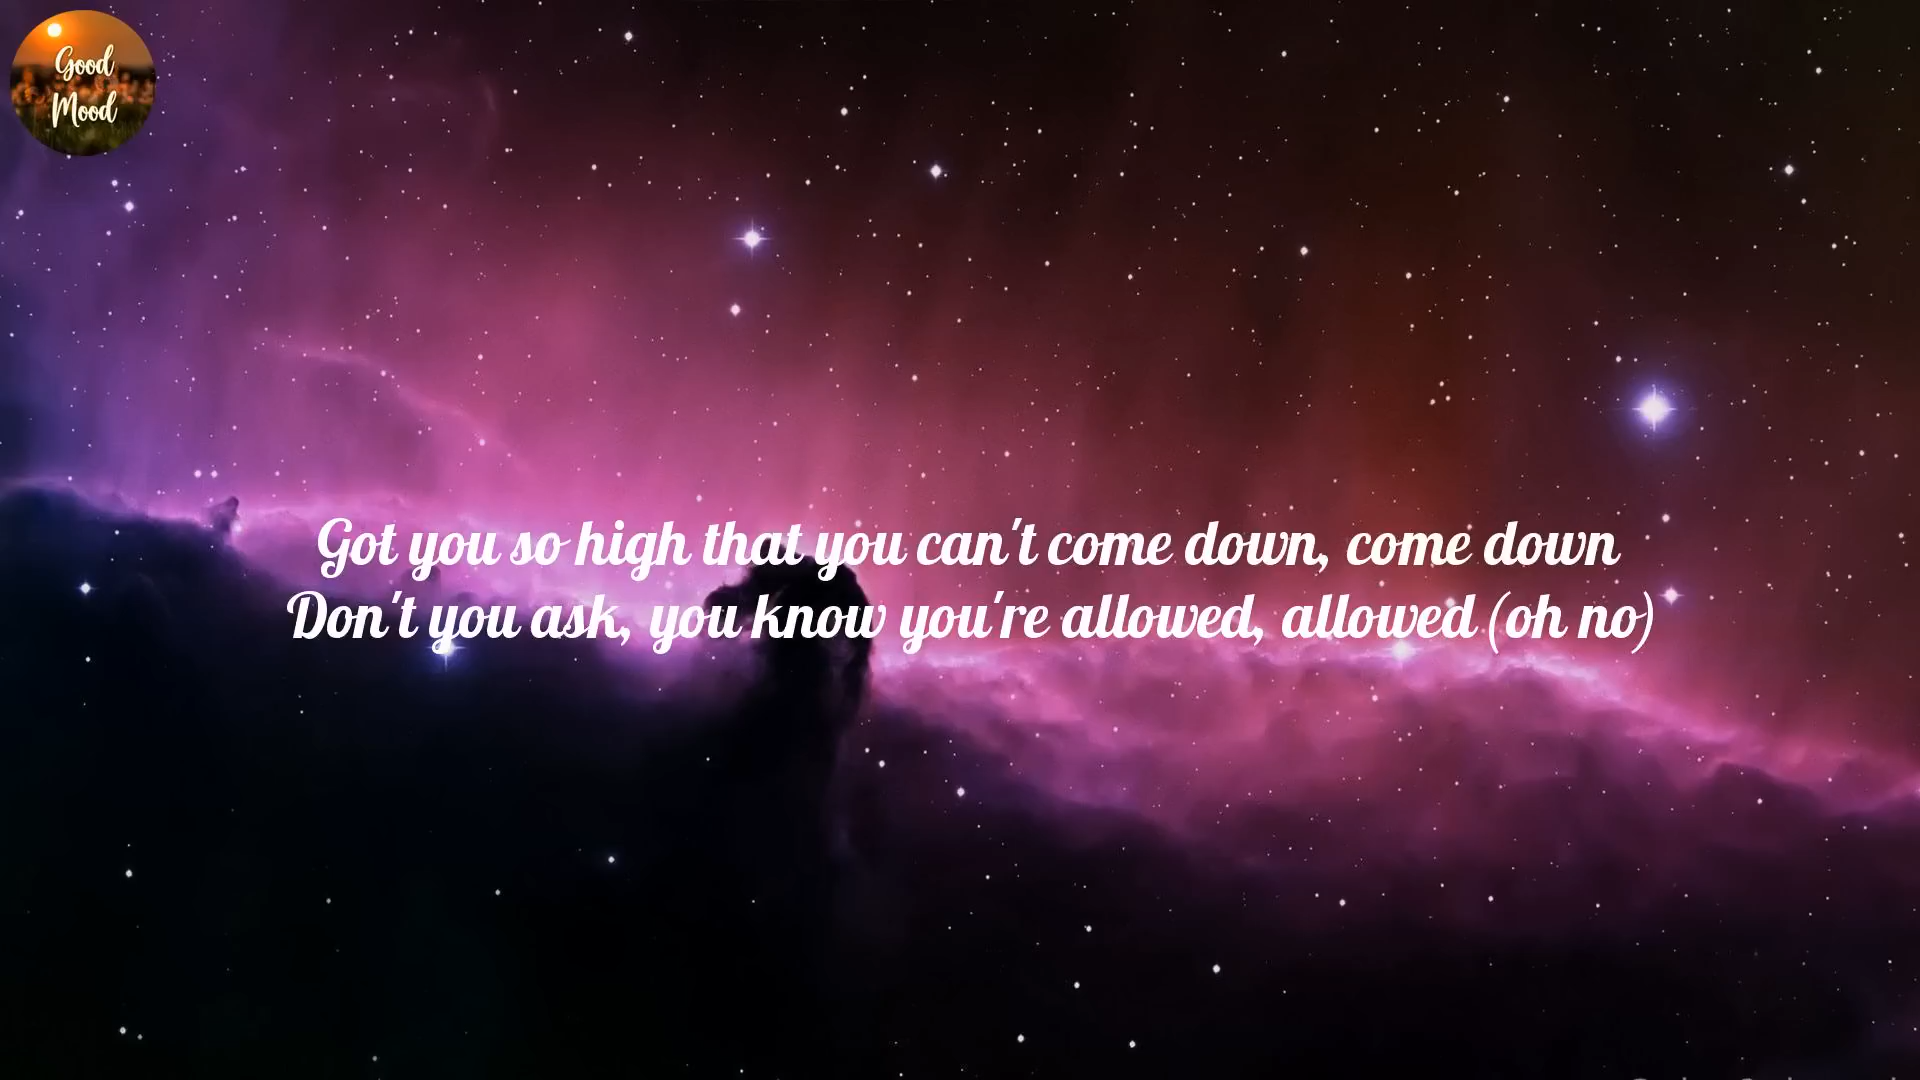 Good
Mood
Got you so high that you can't come down, come down
Don't you ask, you know you're allowed, allowed (oh no)